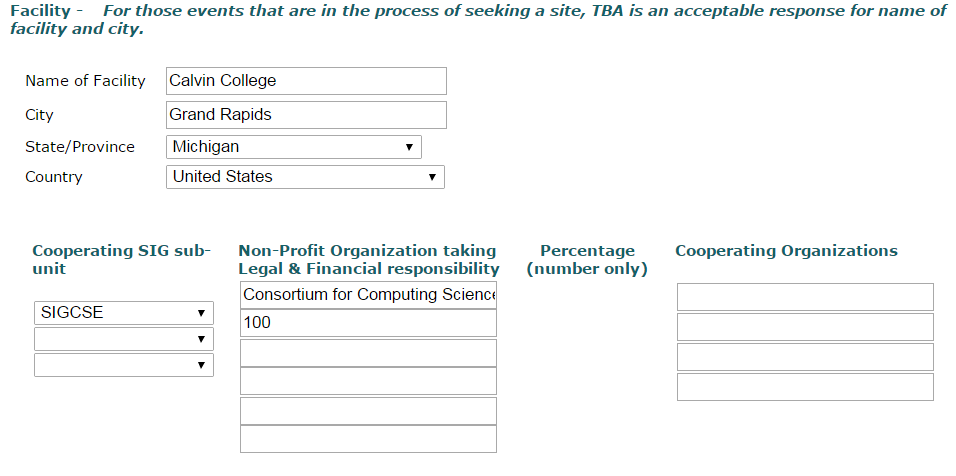 Facility - For those events that are in the process of seeking a site, TBA is an acceptable response for name of
facility and city.
Name of Facility Calvin College
City Grand Rapids
State/Province Michigan
Country United States
Cooperating SIG sub- Non-Profit Organization taking Percentage Cooperating Organizations
unit Legal & Financial responsibility (number only)
Consortium for Computing Science
SIGCSE
100